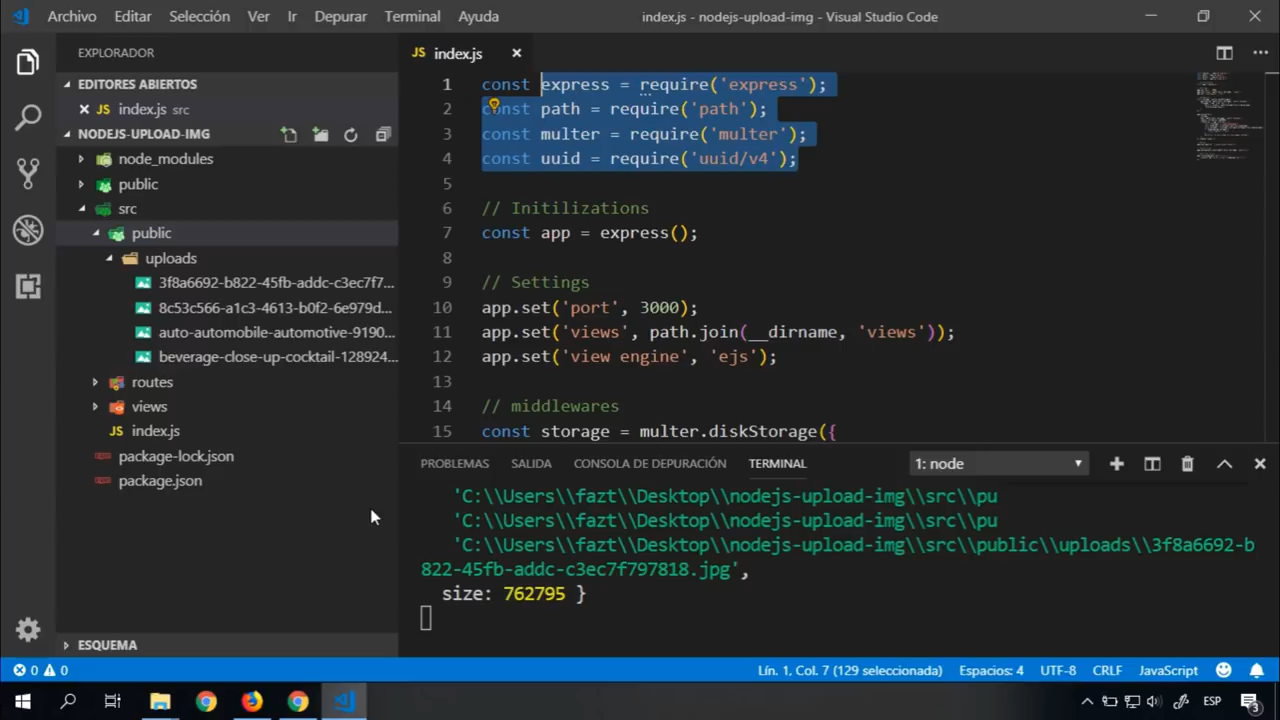 Archivo Editar Selección Ver Ir Depurar Terminal Ayuda
index.js - nodejs-upload-img - Visual Studio Code
EXPLORADOR
EDITORES ABIERTOS
JS index.js src
NODEJS-UPLOAD-IMG
node_modules
public
src
public
uploads
3f8a6692-b822-45fb-addc-c3ec7f7...
8c53c566-a1c3-4613-b0f2-6e979d...
auto-automobile-automotive-9190...
beverage-close-up-cocktail-128924...
routes
views
JS index.js
package-lock.json
package.json
ESQUEMA
JS index.js
1 const express = require('express');
2 const path = require('path');
3 const multer = require('multer');
4 const uuid = require('uuid/v4');
5
6 // Initilizations
7 const app = express();
8
9 // Settings
10 app.set('port', 3000);
11 app.set('views', path.join(__dirname, 'views'));
12 app.set('view engine', 'ejs');
13
14 // middlewares
15 const storage = multer.diskStorage({
PROBLEMAS SALIDA CONSOLA DE DEPURACIÓN TERMINAL 1: node
'C:\\Users\\fazt\\Desktop\\nodejs-upload-img\\src\\pu
'C:\\Users\\fazt\\Desktop\\nodejs-upload-img\\src\\pu
'C:\\Users\\fazt\\Desktop\\nodejs-upload-img\\src\\public\\uploads\\3f8a6692-b
822-45fb-addc-c3ec7f797818.jpg',
size: 762795 }
0 0 Lín. 1, Col. 7 (129 seleccionada) Espacios: 4 UTF-8 CRLF JavaScript
ESP 3